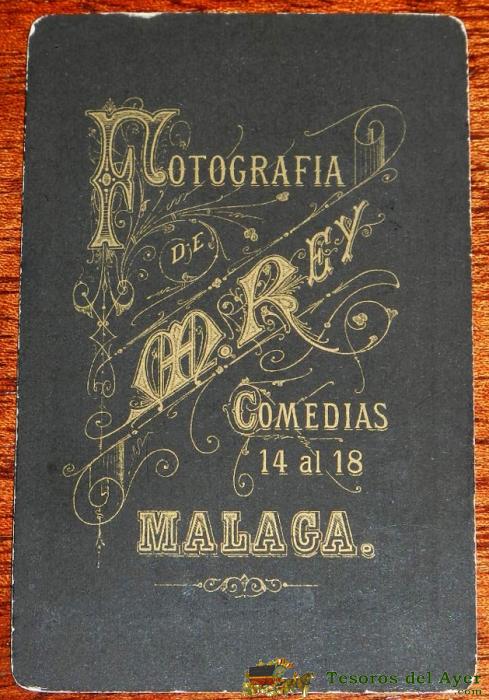 FOTOGRAFIA
DE
M. REY
COMEDIAS
14 al 18
MALAGA.
Tesoros del Ayer
.com